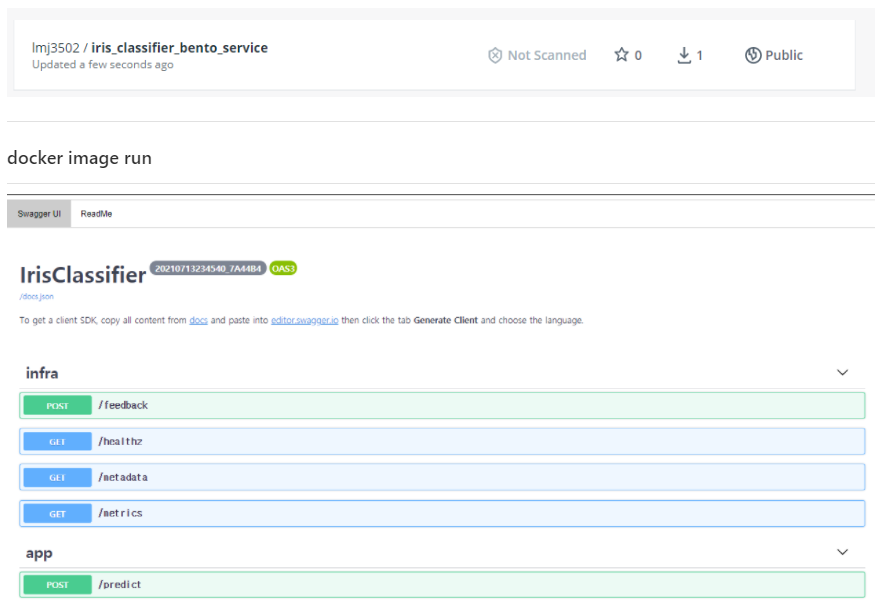 lmj3502 / iris_classifier_bento_service
Updated a few seconds ago
Not Scanned
0
1
Public
docker image run
Swagger UI
ReadMe
IrisClassifier 20210713234540_7A44B4 OAS3
/docs.json
To get a client SDK, copy all content from docs and paste into editor.swagger.io then click the tab Generate Client and choose the language.
infra
POST /feedback
GET /healthz
GET /metadata
GET /metrics
app
POST /predict